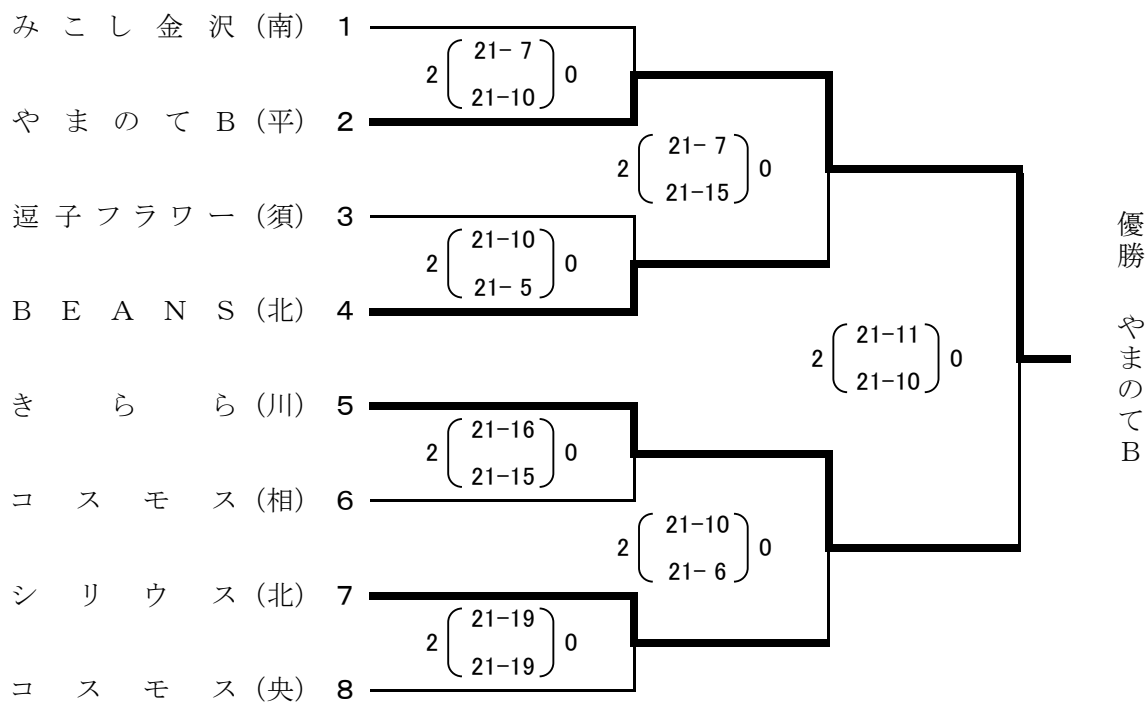 みこし金沢(南) 1
2 21- 7 0
21-10
やまのてB(平) 2
2 21- 7 0
21-15
逗子フラワー(須) 3
2 21-10 0
21- 5
BEANS(北) 4
2 21-11 0
21-10
優勝 やまのてB
きらら(川) 5
2 21-16 0
21-15
コスモス(相) 6
2 21-10 0
21- 6
シリウス(北) 7
2 21-19 0
21-19
コスモス(央) 8